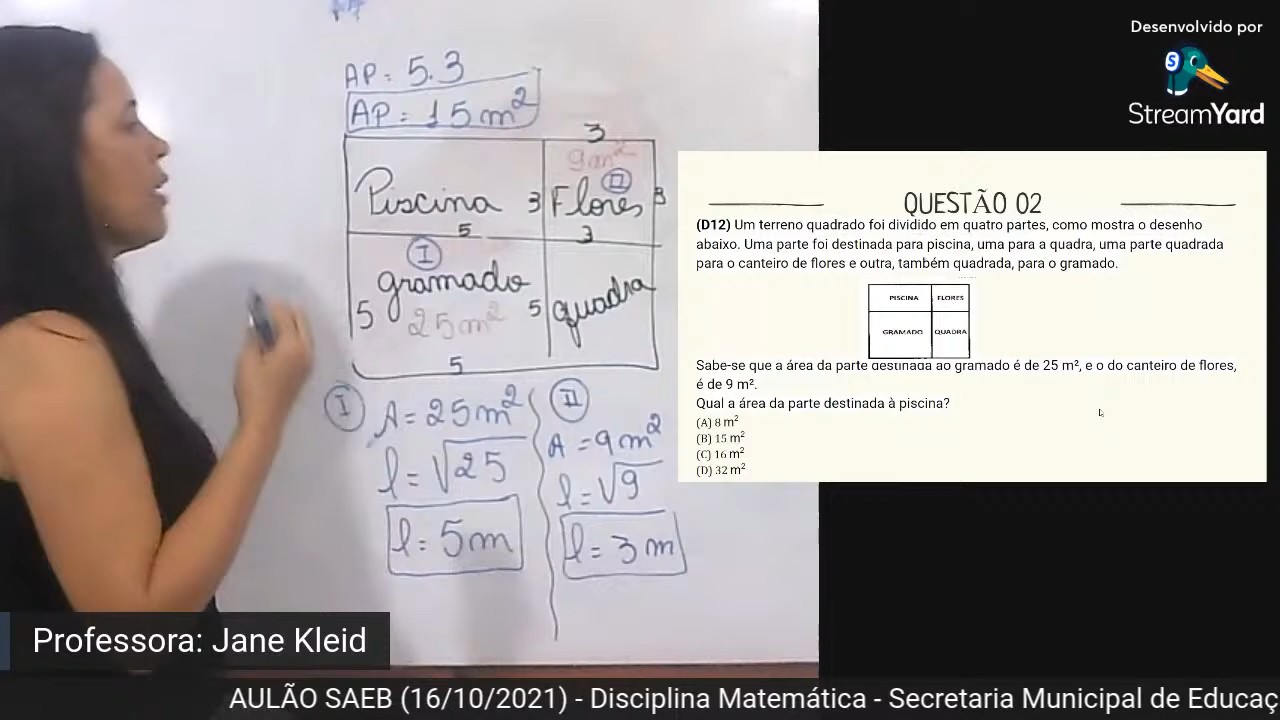 AP = 5.3
AP = 15 m²
3
9m²
Piscina 3 Flores 3
II
5 3
I
gramado
5 25m² 5 quadra
5
I A = 25 m²
l = √25
l = 5m
II
A = 9 m²
l = √9
l = 3 m
Desenvolvido por
S
StreamYard
QUESTÃO 02
(D12) Um terreno quadrado foi dividido em quatro partes, como mostra o desenho
abaixo. Uma parte foi destinada para piscina, uma para a quadra, uma parte quadrada
para o canteiro de flores e outra, também quadrada, para o gramado.
PISCINA FLORES
GRAMADO QUADRA
Sabe-se que a área da parte destinada ao gramado é de 25 m², e o do canteiro de flores,
é de 9 m².
Qual a área da parte destinada à piscina?
(A) 8 m²
(B) 15 m²
(C) 16 m²
(D) 32 m²
Professora: Jane Kleid
AULÃO SAEB (16/10/2021) - Disciplina Matemática - Secretaria Municipal de Educaç